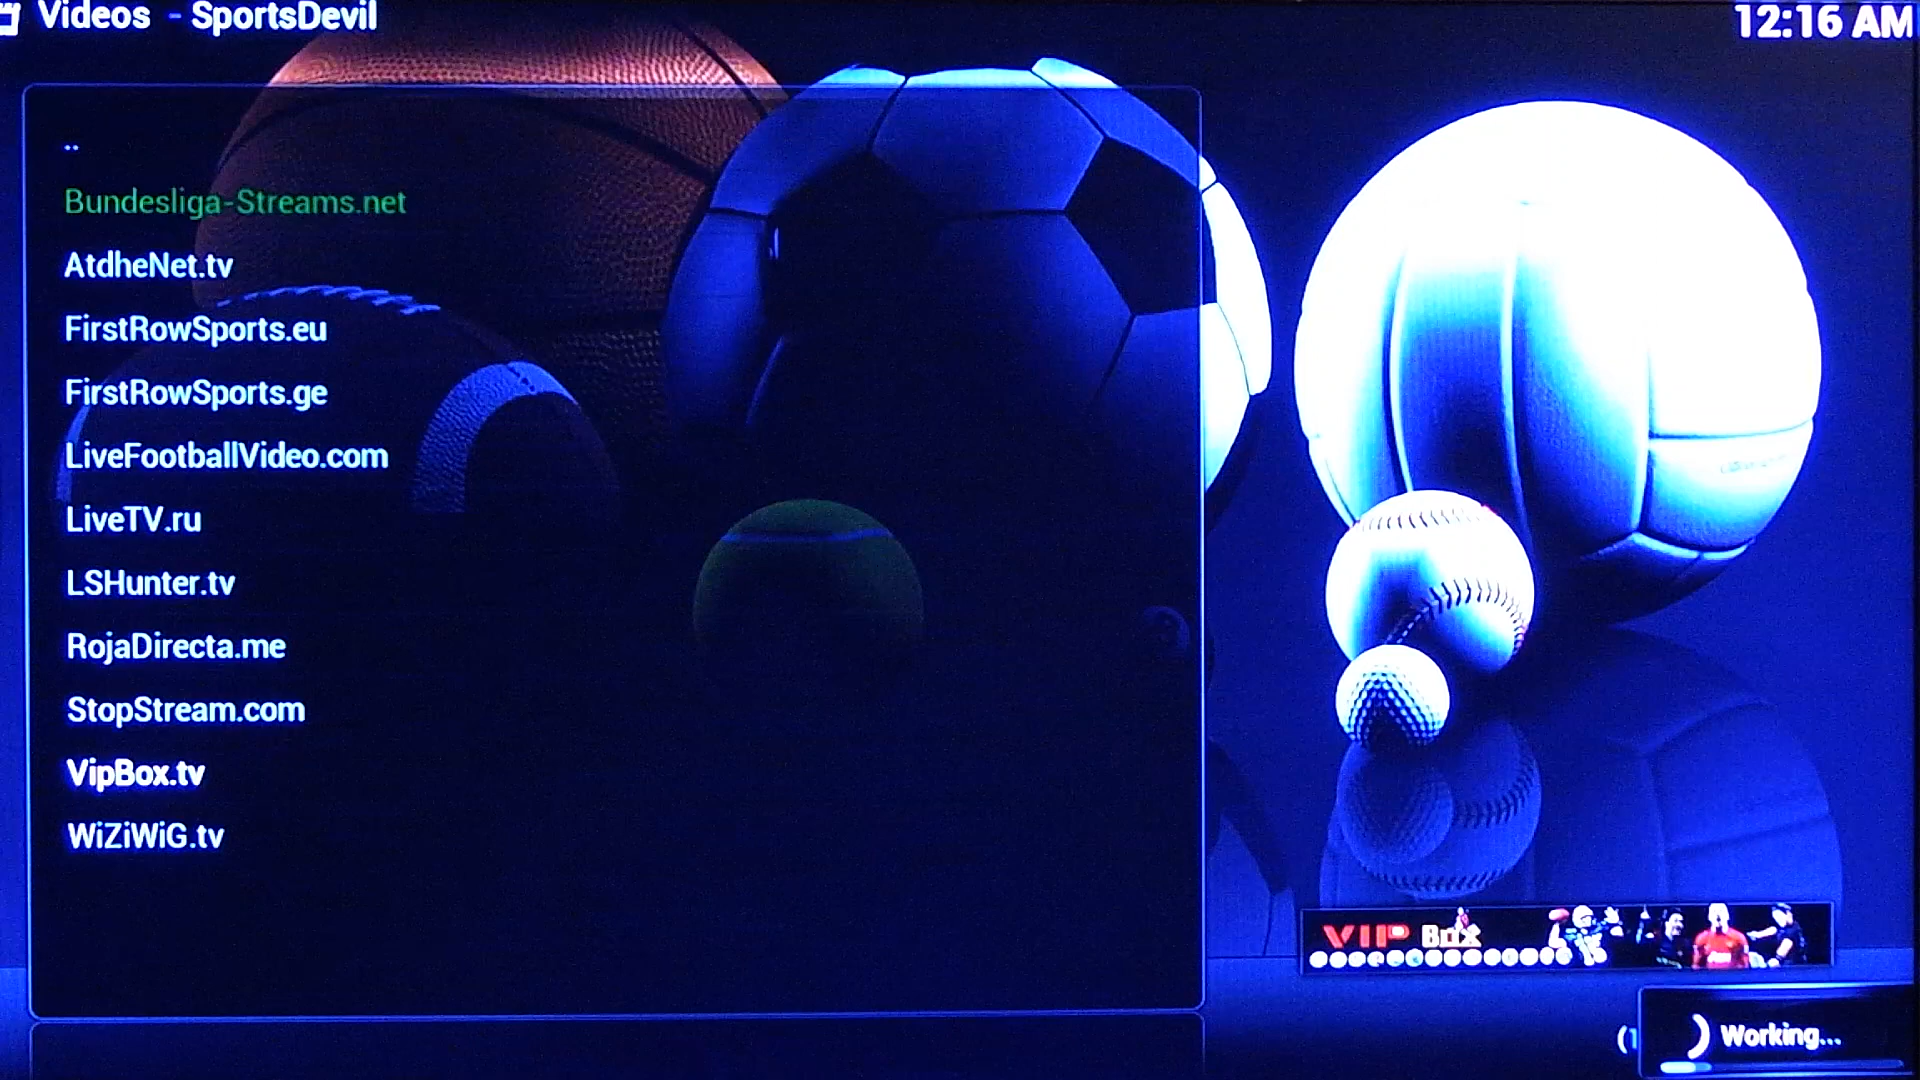 Videos - SportsDevil
12:16 AM
..
Bundesliga-Streams.net
AtdheNet.tv
FirstRowSports.eu
FirstRowSports.ge
LiveFootballVideo.com
LiveTV.ru
LSHunter.tv
RojaDirecta.me
StopStream.com
VipBox.tv
WiZiWiG.tv
VIP Box
(1
Working...